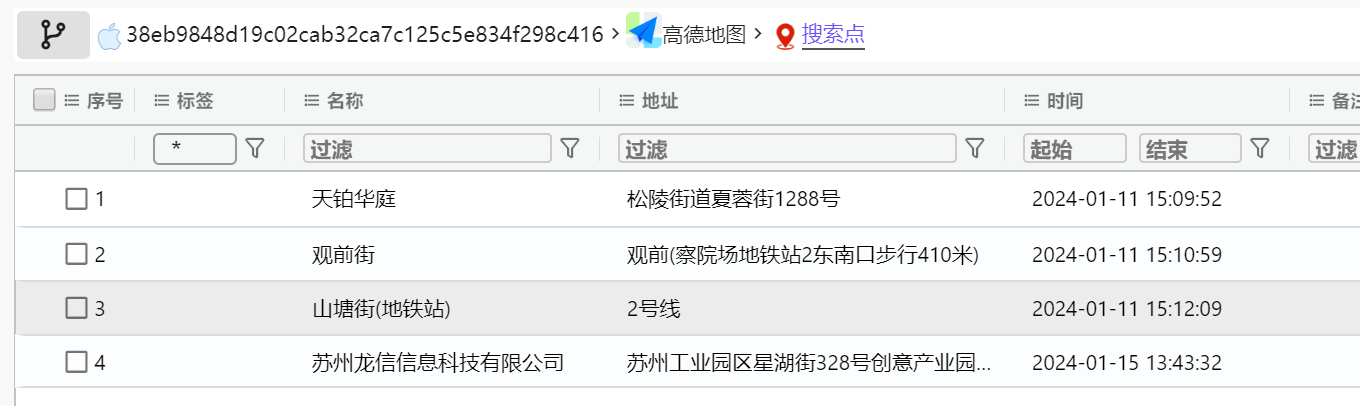 38eb9848d19c02cab32ca7c125c5e834f298c416 > 高德地图 > 搜索点
序号 标签 名称 地址 时间 备注
* 过滤 过滤 起始 结束 过滤
1 天铂华庭 松陵街道夏蓉街1288号 2024-01-11 15:09:52
2 观前街 观前(察院场地铁站2东南口步行410米) 2024-01-11 15:10:59
3 山塘街(地铁站) 2号线 2024-01-11 15:12:09
4 苏州龙信信息科技有限公司 苏州工业园区星湖街328号创意产业园... 2024-01-15 13:43:32